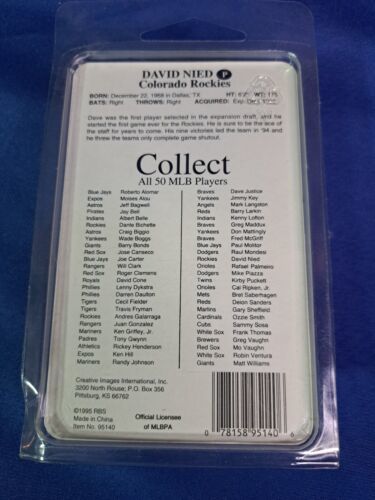 DAVID NIED P
Colorado Rockies
BORN: December 22, 1968 in Dallas, TX HT: 6'2" WT: 175
BATS: Right THROWS: Right ACQUIRED: Exp. Draft
Dave was the first player selected in the expansion draft, and he
started the first game ever for the Rockies. He is sure to be the ace of
the staff for years to come. His nine victories led the team in '94 and
he threw the teams only complete game shutout.
Collect
All 50 MLB Players
Blue Jays Roberto Alomar
Expos Moises Alou
Astros Jeff Bagwell
Pirates Jay Bell
Indians Albert Belle
Rockies Dante Bichette
Astros Craig Biggio
Yankees Wade Boggs
Giants Barry Bonds
Red Sox Jose Canseco
Blue Jays Joe Carter
Rangers Will Clark
Red Sox Roger Clemens
Royals David Cone
Phillies Lenny Dykstra
Phillies Darren Daulton
Tigers Cecil Fielder
Tigers Travis Fryman
Rockies Andres Galarraga
Rangers Juan Gonzalez
Mariners Ken Griffey, Jr.
Padres Tony Gwynn
Athletics Rickey Henderson
Expos Ken Hill
Mariners Randy Johnson
Braves Dave Justice
Yankees Jimmy Key
Angels Mark Langston
Reds Barry Larkin
Indians Kenny Lofton
Braves Greg Maddux
Yankees Don Mattingly
Braves Fred McGriff
Blue Jays Paul Molitor
Dodgers Raul Mondesi
Rockies David Nied
Orioles Rafael Palmeiro
Dodgers Mike Piazza
Twins Kirby Puckett
Orioles Cal Ripken, Jr.
Mets Bret Saberhagen
Reds Deion Sanders
Marlins Gary Sheffield
Cardinals Ozzie Smith
Cubs Sammy Sosa
White Sox Frank Thomas
Brewers Greg Vaughn
Red Sox Mo Vaughn
White Sox Robin Ventura
Giants Matt Williams
Creative Images International, Inc.
3200 North Rouse; P.O. Box 356
Pittsburg, KS 66762
©1995 RBS
Made in China
Item No. 95140
Official Licensee
of MLBPA
0 78158 95140 6